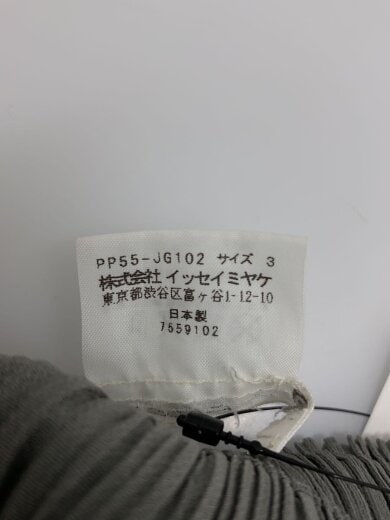 PP55-JG102 サイズ 3
株式会社 イッセイミヤケ
東京都渋谷区富ヶ谷1-12-10
日本製
7559102